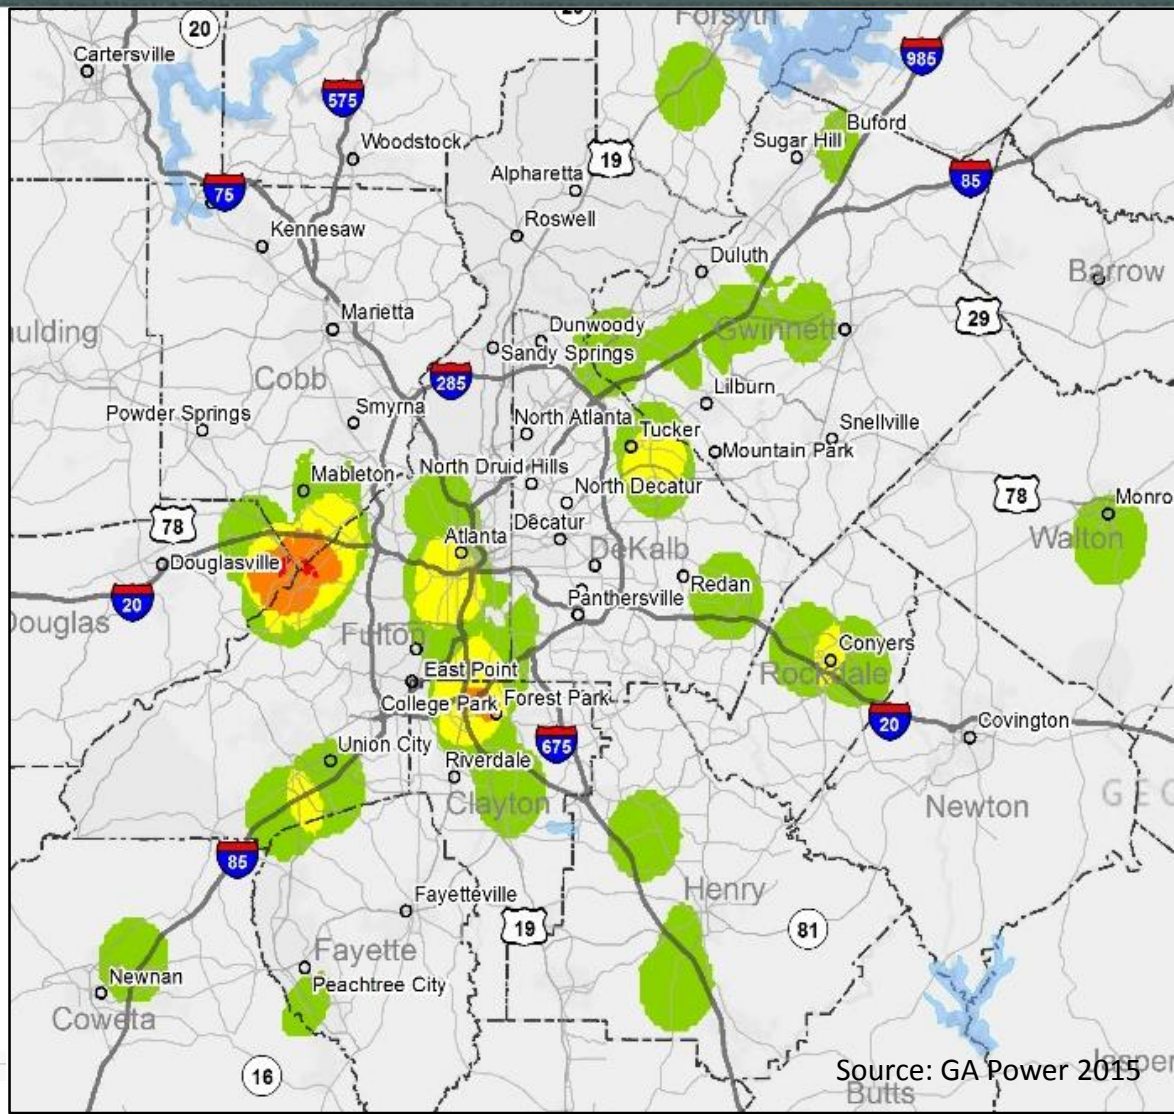 20
Forsyth
Cartersville
985
575
Buford
Woodstock
Sugar Hill
19
Alpharetta
85
75
Roswell
Kennesaw
Duluth
Barrow
Marietta
29
aulding
Dunwoody
Gwinnett
Sandy Springs
Cobb
285
Lilburn
Powder Springs
Smyrna
North Atlanta
Tucker
Snellville
Mountain Park
Mableton
North Druid Hills
North Decatur
78
Monro
78
Decatur
Atlanta
DeKalb
Walton
Douglasville
Redan
20
Panthersville
Douglas
Fulton
Conyers
East Point
Rockdale
College Park
Forest Park
20
Covington
Union City
675
Riverdale
Clayton
Newton
GEO
85
Fayetteville
Henry
19
81
Fayette
Newnan
Peachtree City
Coweta
16
Source: GA Power 2015
Jasper
Butts